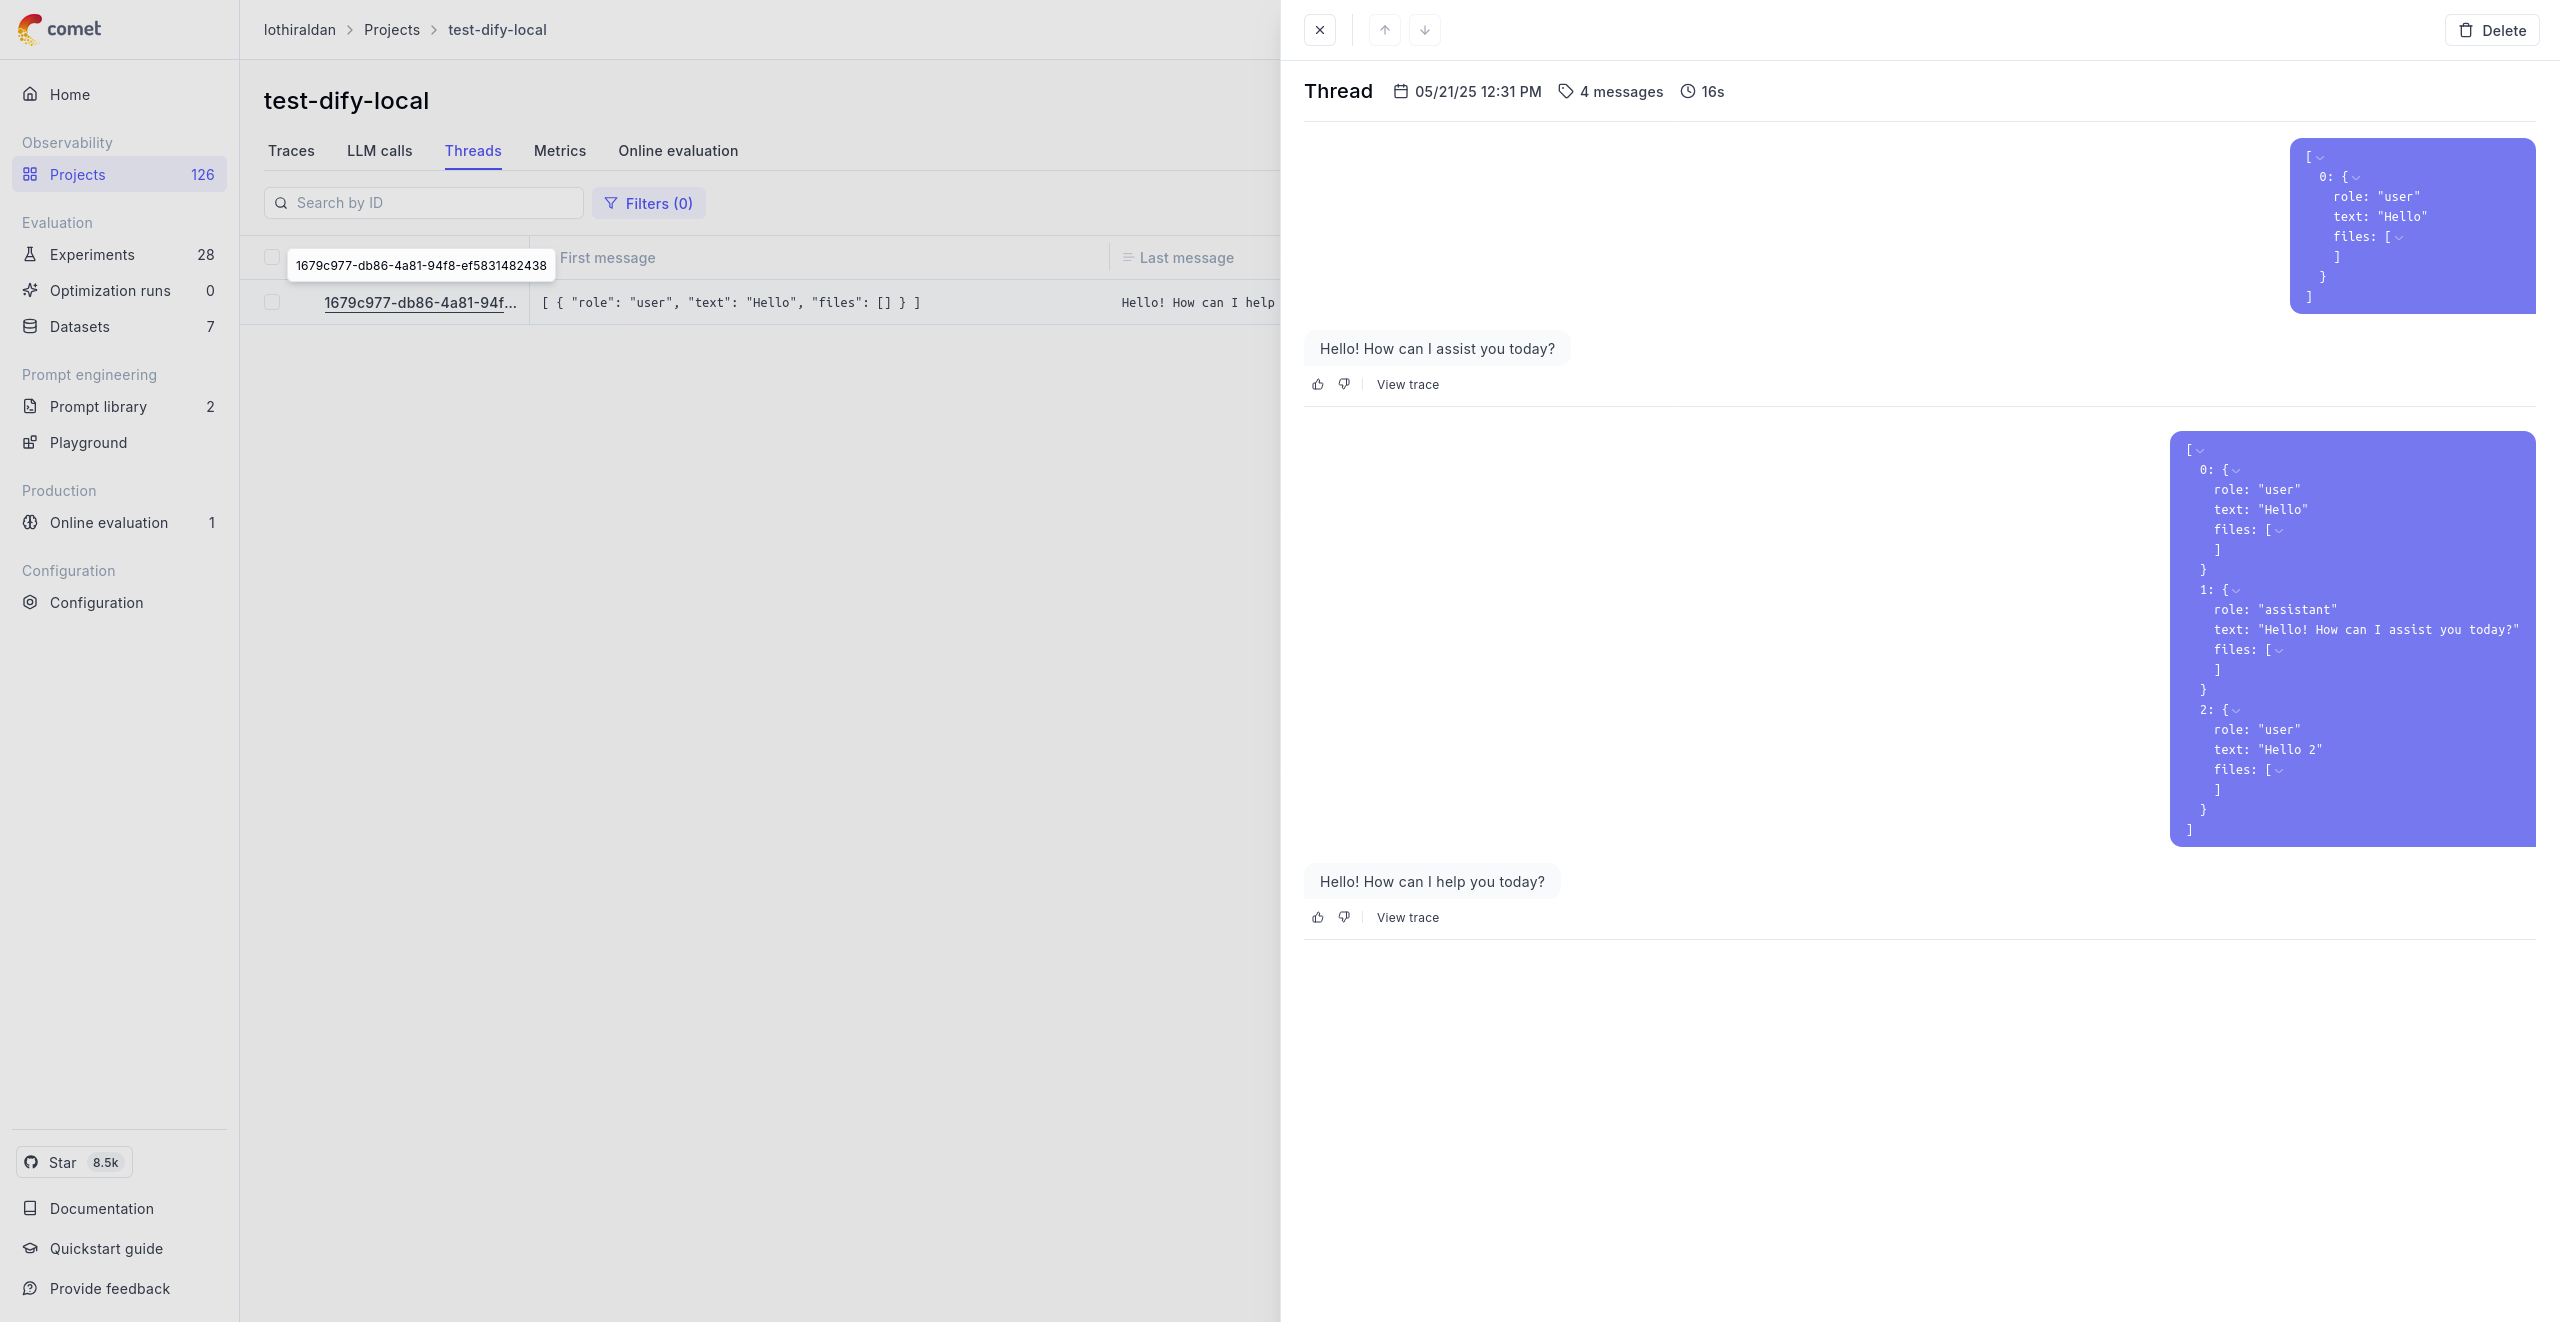 comet
Home
Observability
Projects 126
Evaluation
Experiments 28
Optimization runs 0
Datasets 7
Prompt engineering
Prompt library 2
Playground
Production
Online evaluation 1
Configuration
Configuration
Star 8.5k
Documentation
Quickstart guide
Provide feedback
lothiraldan > Projects > test-dify-local
test-dify-local
Traces LLM calls Threads Metrics Online evaluation
Search by ID Filters (0)
1679c977-db86-4a81-94f8-ef5831482438
First message Last message
1679c977-db86-4a81-94f... [ { "role": "user", "text": "Hello", "files": [] } ] Hello! How can I help
Delete
Thread 05/21/25 12:31 PM 4 messages 16s
[
0: {
role: "user"
text: "Hello"
files: [
]
}
]
Hello! How can I assist you today?
View trace
[
0: {
role: "user"
text: "Hello"
files: [
]
}
1: {
role: "assistant"
text: "Hello! How can I assist you today?"
files: [
]
}
2: {
role: "user"
text: "Hello 2"
files: [
]
}
]
Hello! How can I help you today?
View trace